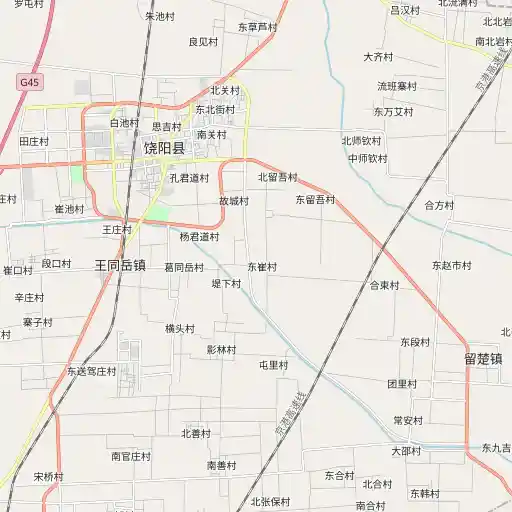 罗屯村
朱池村
吕汉村
北流满村
北北岩
东草芦村
良见村
南北岩村
大齐村
京港高速线
G45
北关村
流班寨村
东北街村
东万艾村
白池村
思吉村
南关村
田庄村
北师钦村
饶阳县
中师钦村
孔君道村
北留吾村
庄村
故城村
东留吾村
合方村
崔池村
王庄村
杨君道村
段口村
崔口村
王同岳镇
葛同岳村
东崔村
东赵市村
辛庄村
堤下村
合東村
寨子村
横头村
村
东段村
影林村
留楚镇
屯里村
东送驾庄村
团里村
京港高速线
常安村
北善村
大邵村
东九吉
南官庄村
南善村
宋桥村
东合村
北合村
东韩村
北张保村
南合村